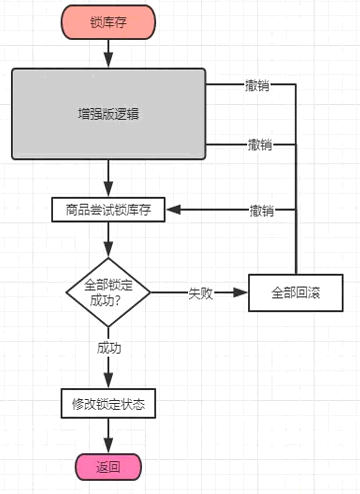 锁库存
撤销
增强版逻辑
撤销
商品尝试锁库存
撤销
全部锁定
成功?
失败
全部回滚
成功
修改锁定状态
返回